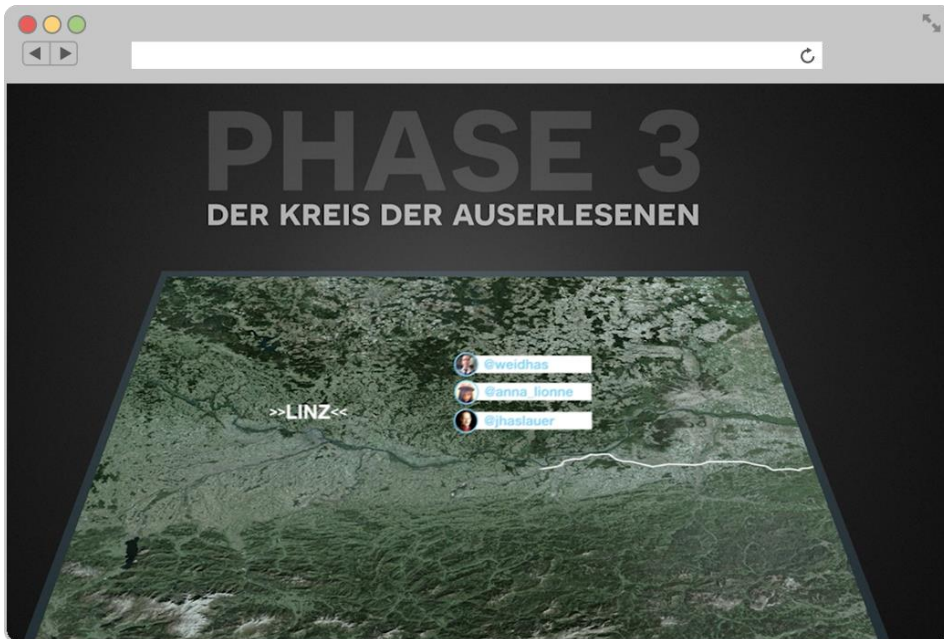 PHASE 3
DER KREIS DER AUSERLESENEN
@weidhas
@anna_lionne
>>LINZ<<
@jhaslauer